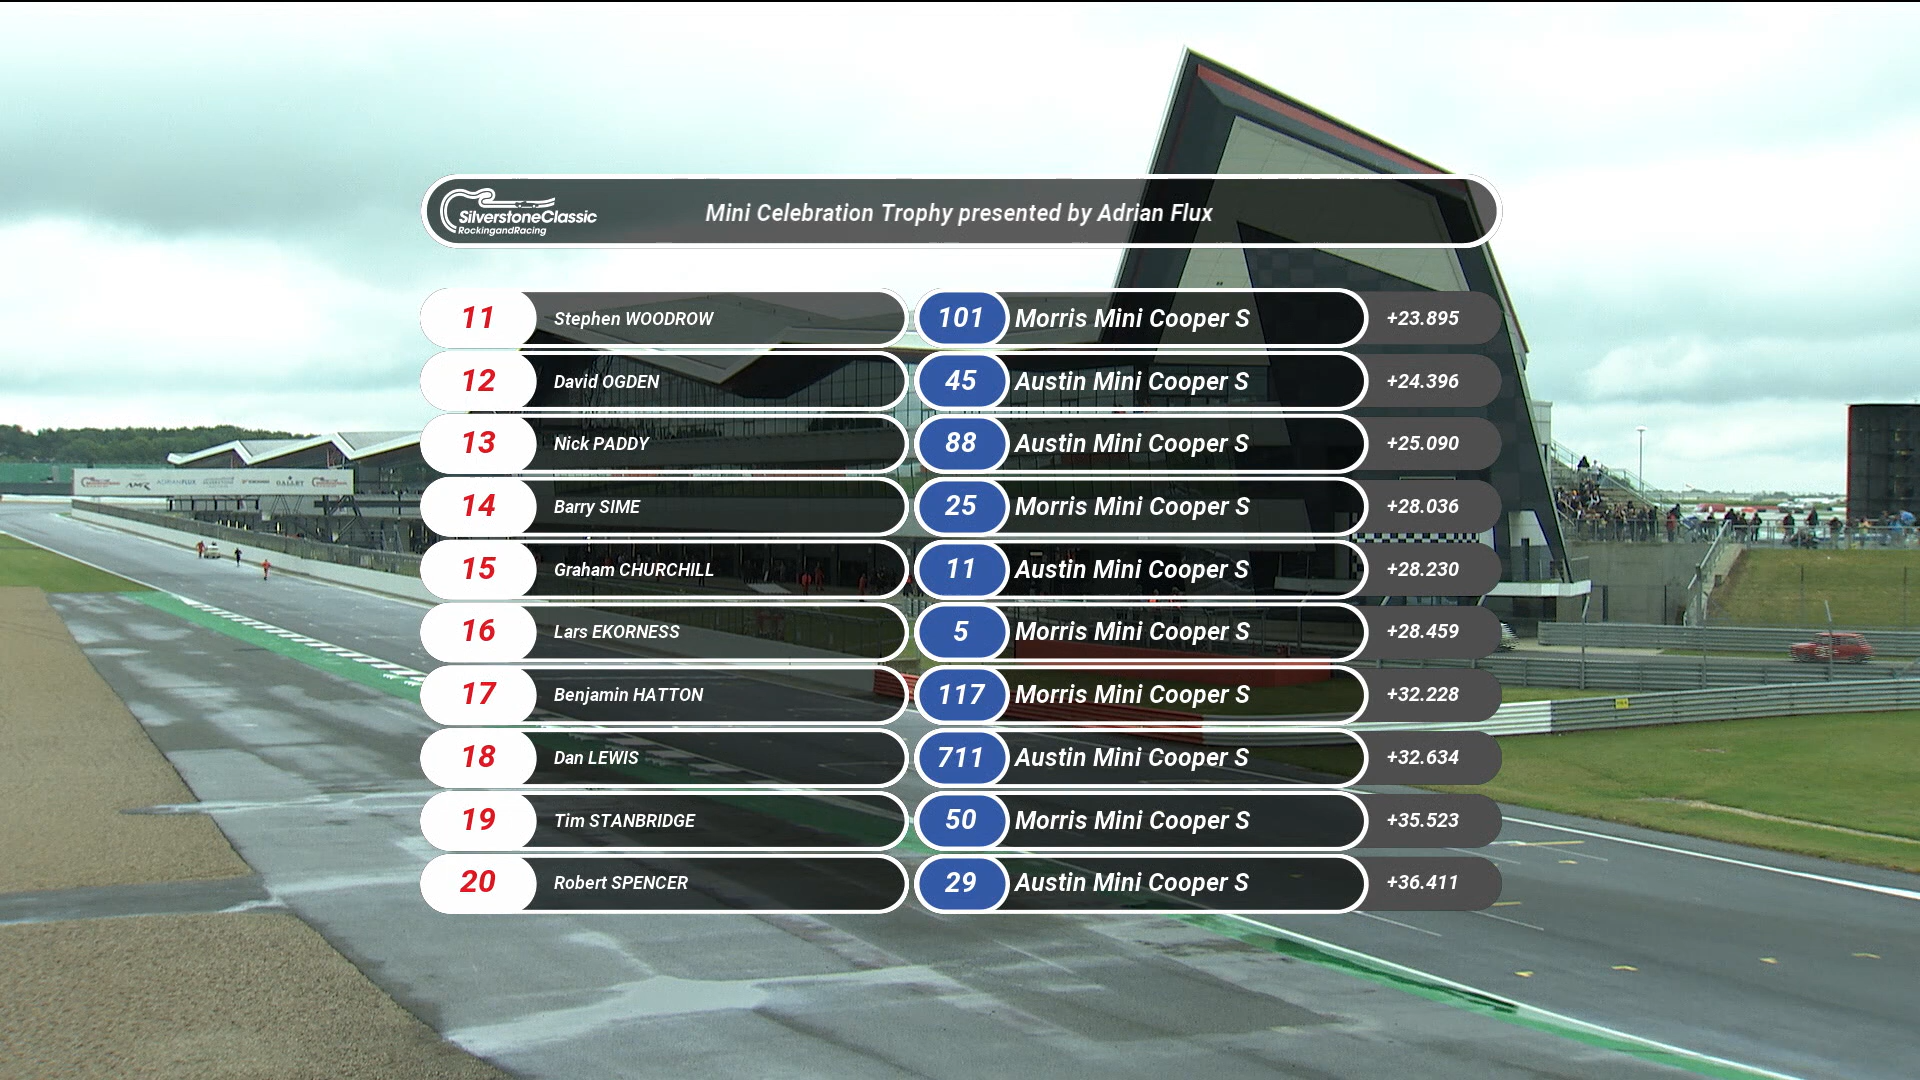 SilverstoneClassic
RockingandRacing
Mini Celebration Trophy presented by Adrian Flux
11 Stephen WOODROW 101 Morris Mini Cooper S +23.895
12 David OGDEN 45 Austin Mini Cooper S +24.396
13 Nick PADDY 88 Austin Mini Cooper S +25.090
14 Barry SIME 25 Morris Mini Cooper S +28.036
15 Graham CHURCHILL 11 Austin Mini Cooper S +28.230
16 Lars EKORNESS 5 Morris Mini Cooper S +28.459
17 Benjamin HATTON 117 Morris Mini Cooper S +32.228
18 Dan LEWIS 711 Austin Mini Cooper S +32.634
19 Tim STANBRIDGE 50 Morris Mini Cooper S +35.523
20 Robert SPENCER 29 Austin Mini Cooper S +36.411
AMR ADRIANFLUX